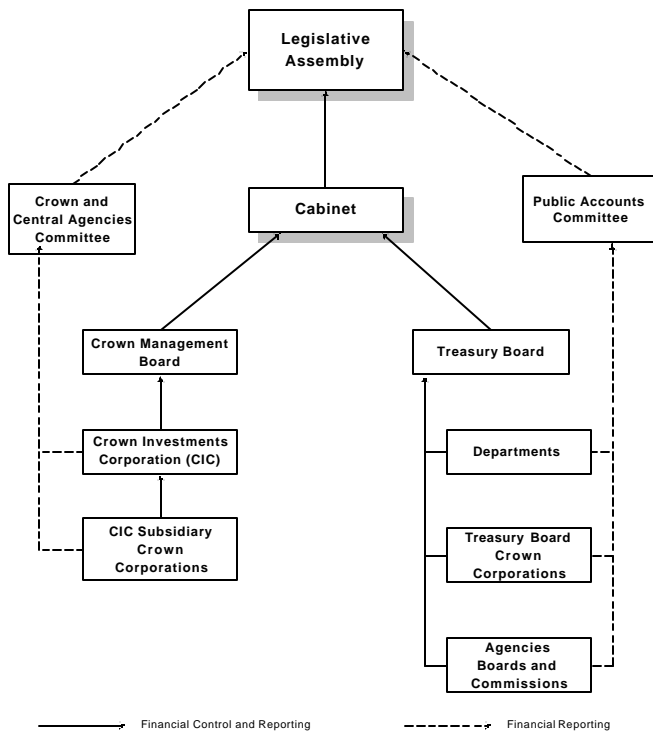 Legislative
Assembly
Crown and
Central Agencies
Committee
Cabinet
Public Accounts
Committee
Crown Management
Board
Treasury Board
Crown Investments
Corporation (CIC)
Departments
CIC Subsidiary
Crown
Corporations
Treasury Board
Crown
Corporations
Agencies
Boards and
Commissions
Financial Control and Reporting
Financial Reporting